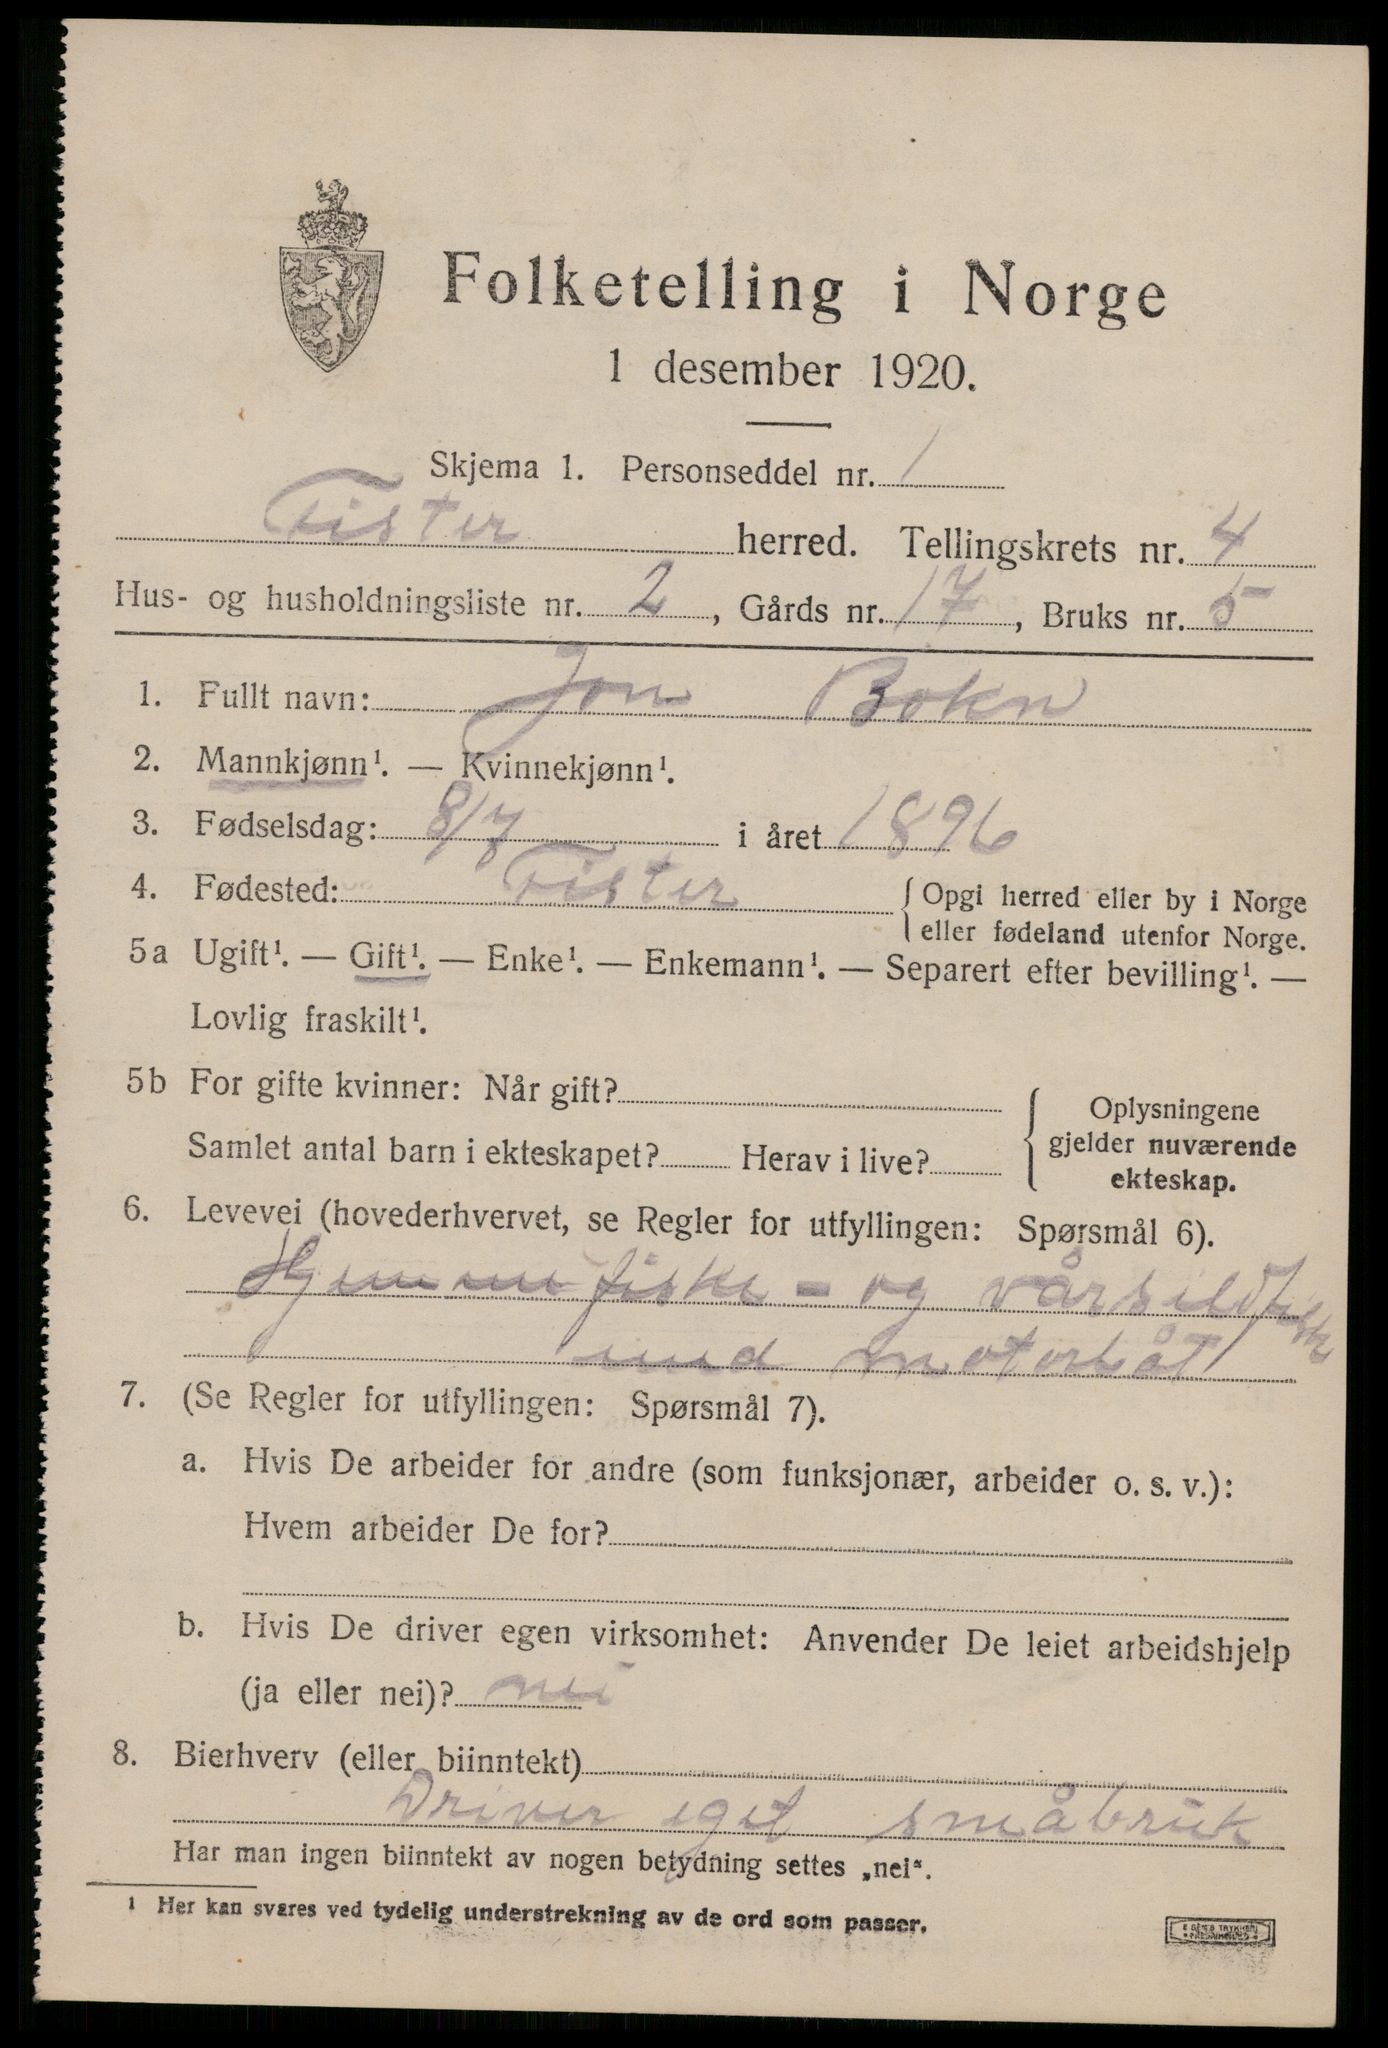 Folketelling i Norge
1 desember 1920.
Skjema 1. Personseddel nr. 1
Fister herred. Tellingskrets nr. 4
Hus- og husholdningsliste nr. 2, Gårds nr. 17, Bruks nr. 5
1. Fullt navn: Jon Bokn
2. Mannkjønn¹. — Kvinnekjønn¹.
3. Fødselsdag: 8/7 i året 1896
4. Fødested: Fister {Opgi herred eller by i Norge
eller fødeland utenfor Norge.
5a Ugift¹. — Gift¹. — Enke¹. — Enkemann¹. — Separert efter bevilling¹. —
Lovlig fraskilt¹.
5b For gifte kvinner: Når gift?
Samlet antal barn i ekteskapet? Herav i live?
{Oplysningene
gjelder nuværende
ekteskap.
6. Levevei (hovederhvervet, se Regler for utfyllingen: Spørsmål 6).
Hjemmefiske - og vårsildfiske
med motorbåt
7. (Se Regler for utfyllingen: Spørsmål 7).
a. Hvis De arbeider for andre (som funksjonær, arbeider o. s. v.):
Hvem arbeider De for?
b. Hvis De driver egen virksomhet: Anvender De leiet arbeidshjelp
(ja eller nei)? nei
8. Bierhverv (eller biinntekt)
Driver eget småbruk
Har man ingen biinntekt av nogen betydning settes „nei“.
¹ Her kan svares ved tydelig understrekning av de ord som passer.